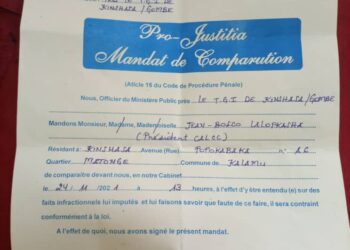 KINSHASA/GOMBE
Pro-Justitia
Mandat de Comparution
(Aticle 15 du Code de Procédure Pénale)
Nous, Officier du Ministère Public près LE T.G.I DE KINSHASA/GOMBE
Mandons Monsieur, Madame, Mademoiselle JEAN-BOSCO LALO
(Président CALCC)
Résidant à KINSHASA Avenue (Rue) POPOKABAKA n° 16
Quartier MATONGE Commune de KALAMU
de comparaître devant nous, en notre Cabinet
le 24/11/2021 à 13 heures, à l'effet d'y être entendu (e) sur des
faits infractionnels lui imputés et lui faisons savoir que faute de ce faire, il sera contraint
conformément à la loi.
A l'effet de quoi, nous avons signé le présent mandat.